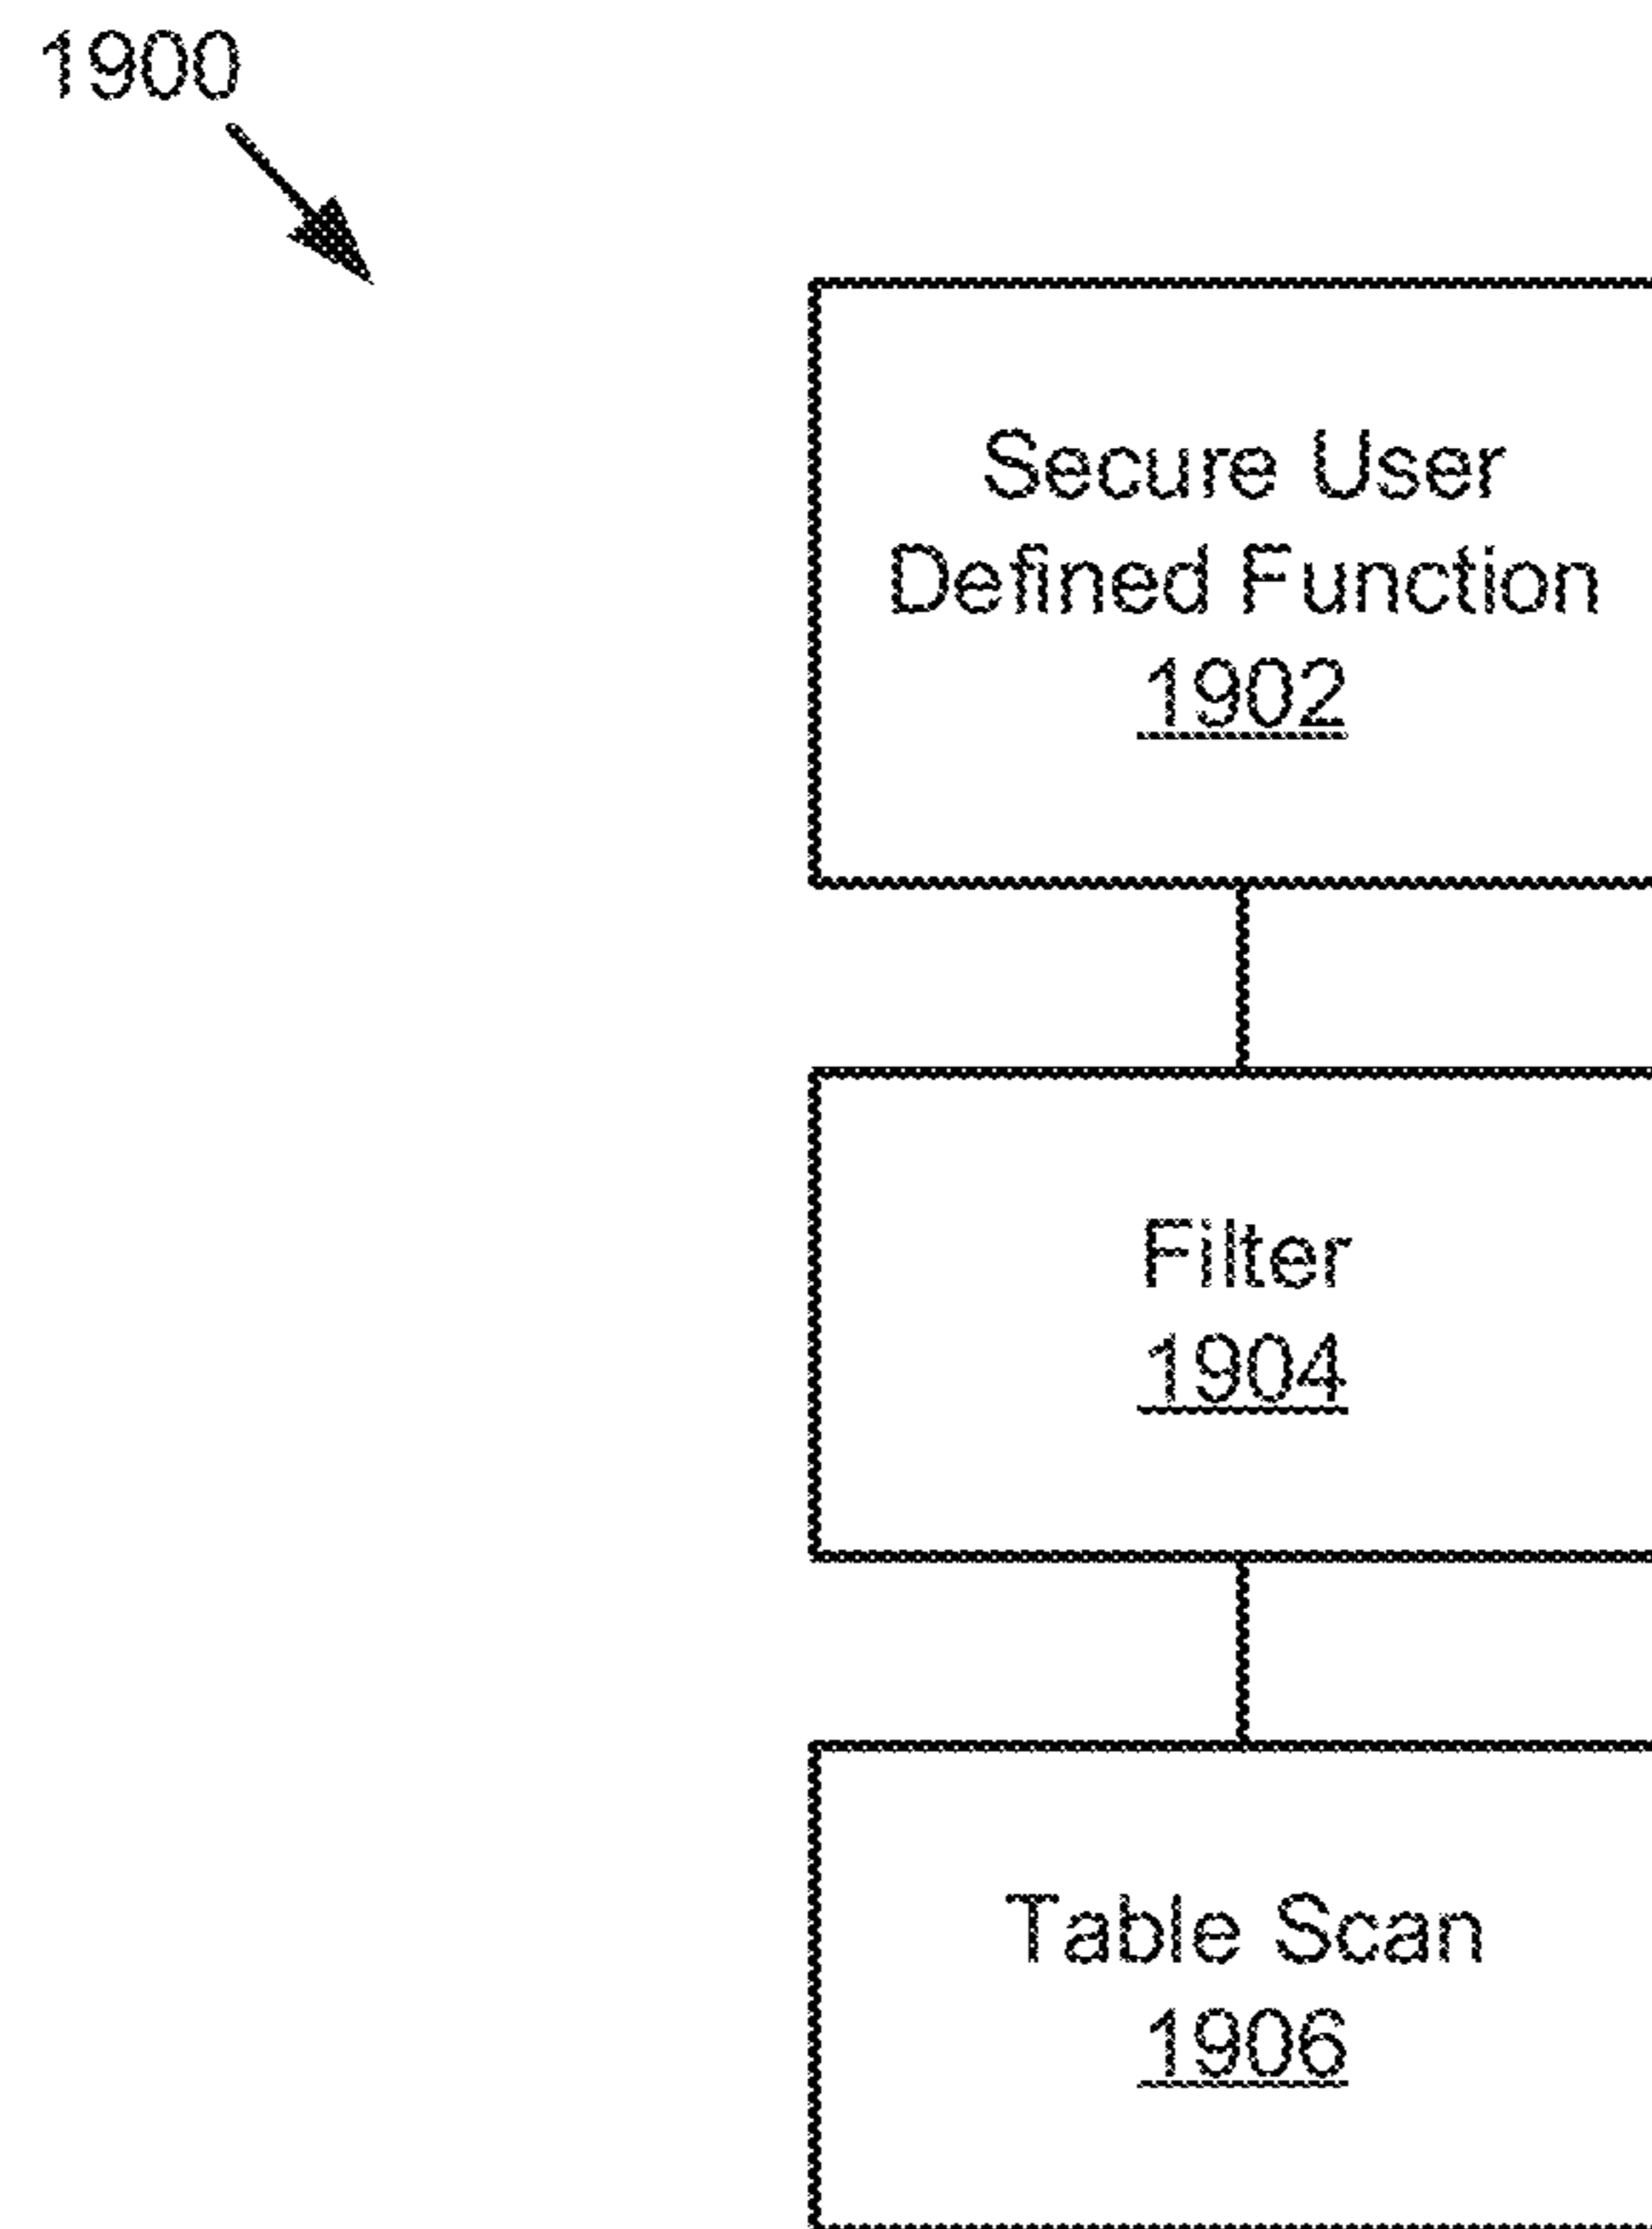 1900
Secure User
Defined Function
1902
Filter
1904
Table Scan
1906